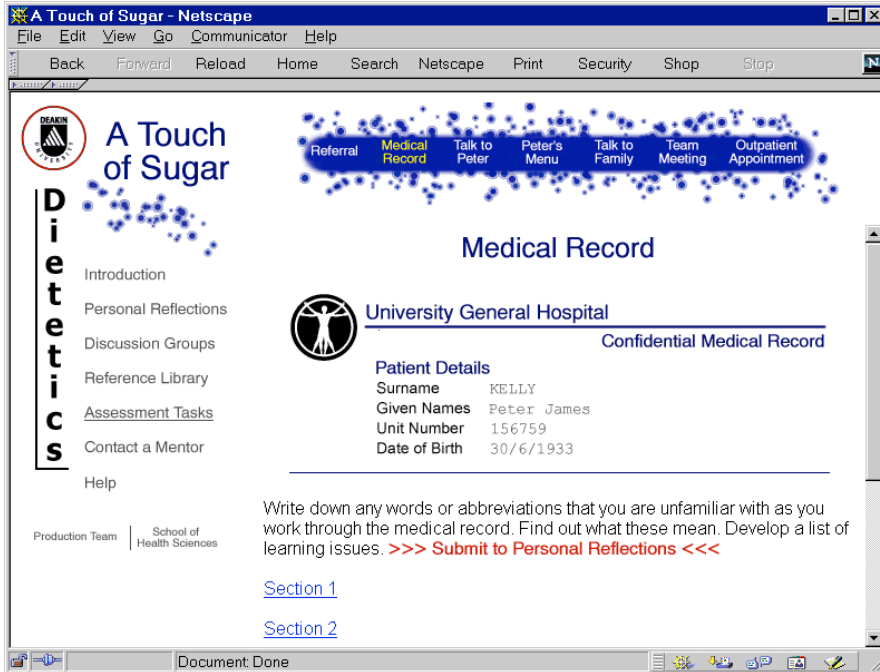 A Touch of Sugar - Netscape
File Edit View Go Communicator Help
Back Forward Reload Home Search Netscape Print Security Shop Stop
N
DEAKIN
UNIVERSITY
A Touch
of Sugar
Dietetics
Introduction
Personal Reflections
Discussion Groups
Reference Library
Assessment Tasks
Contact a Mentor
Help
Production Team
School of
Health Sciences
Referral
Medical
Record
Talk to
Peter
Peter's
Menu
Talk to
Family
Team
Meeting
Outpatient
Appointment
Medical Record
University General Hospital
Confidential Medical Record
Patient Details
Surname KELLY
Given Names Peter James
Unit Number 156759
Date of Birth 30/6/1933
Write down any words or abbreviations that you are unfamiliar with as you
work through the medical record. Find out what these mean. Develop a list of
learning issues. >>> Submit to Personal Reflections <<<
Section 1
Section 2
Document: Done